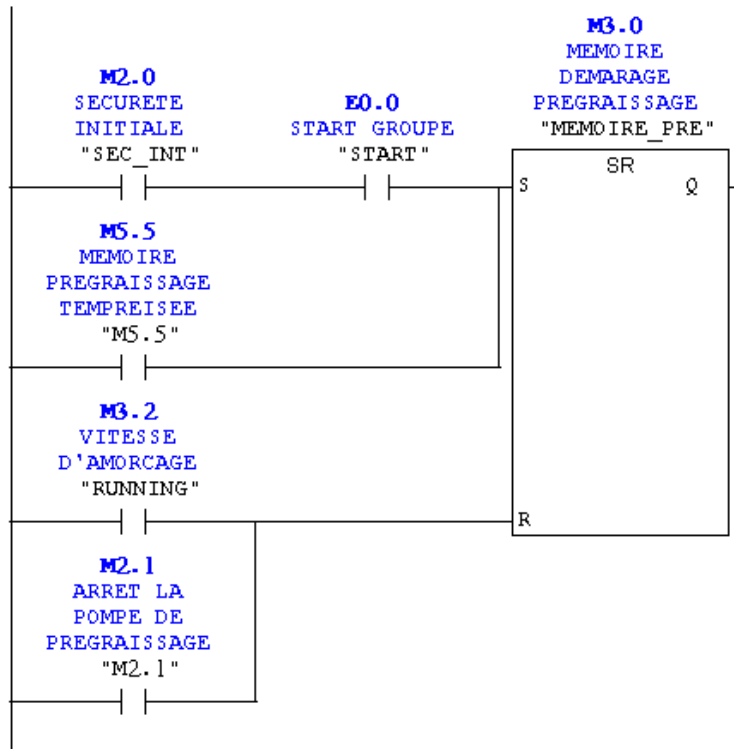 M3.0
MEMOIRE
DEMARAGE
PREGRAISSAGE
"MEMOIRE_PRE"
M2.0
SECURETE
INITIALE
"SEC_INT"
E0.0
START GROUPE
"START"
SR
S
Q
M5.5
MEMOIRE
PREGRAISSAGE
TEMPREISEE
"M5.5"
M3.2
VITESSE
D'AMORCAGE
"RUNNING"
R
M2.1
ARRET LA
POMPE DE
PREGRAISSAGE
"M2.1"